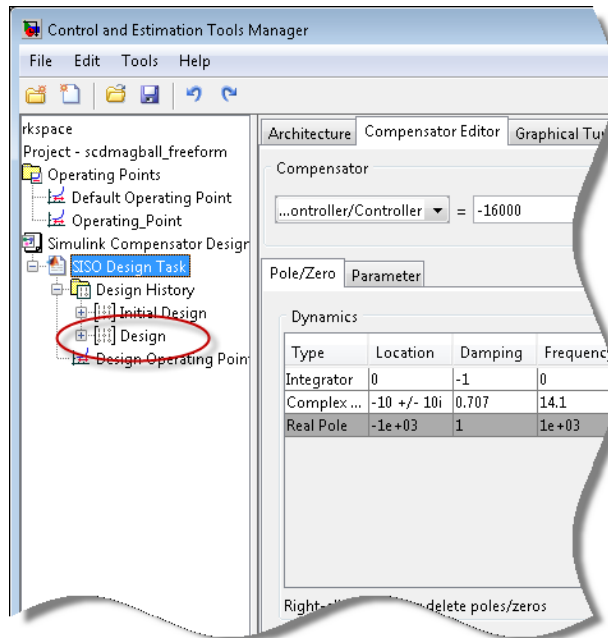 Control and Estimation Tools Manager
File Edit Tools Help
rkspace
Project - scdmagball_freeform
Operating Points
Default Operating Point
Operating_Point
Simulink Compensator Desigr
SISO Design Task
Design History
Initial Design
Design
Design Operating Poin
Architecture Compensator Editor Graphical Tu
Compensator
...ontroller/Controller = -16000
Pole/Zero Parameter
Dynamics
Type Location Damping Frequency
Integrator 0 -1 0
Complex ... -10 +/- 10i 0.707 14.1
Real Pole -1e+03 1 1e+03
delete poles/zeros